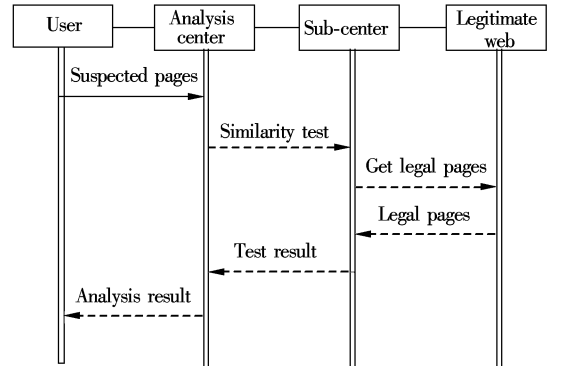 User
Analysis
center
Sub-center
Legitimate
web
Suspected pages
Similarity test
Get legal pages
Legal pages
Test result
Analysis result